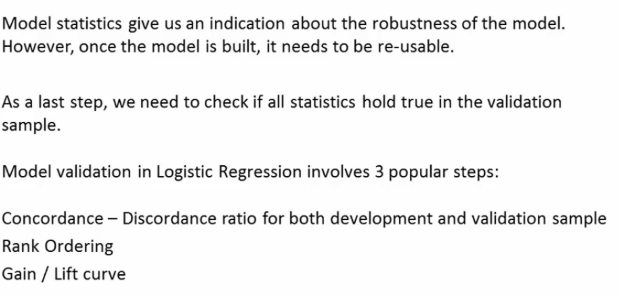 Model statistics give us an indication about the robustness of the model.
However, once the model is built, it needs to be re-usable.
As a last step, we need to check if all statistics hold true in the validation
sample.
Model validation in Logistic Regression involves 3 popular steps:
Concordance – Discordance ratio for both development and validation sample
Rank Ordering
Gain / Lift curve